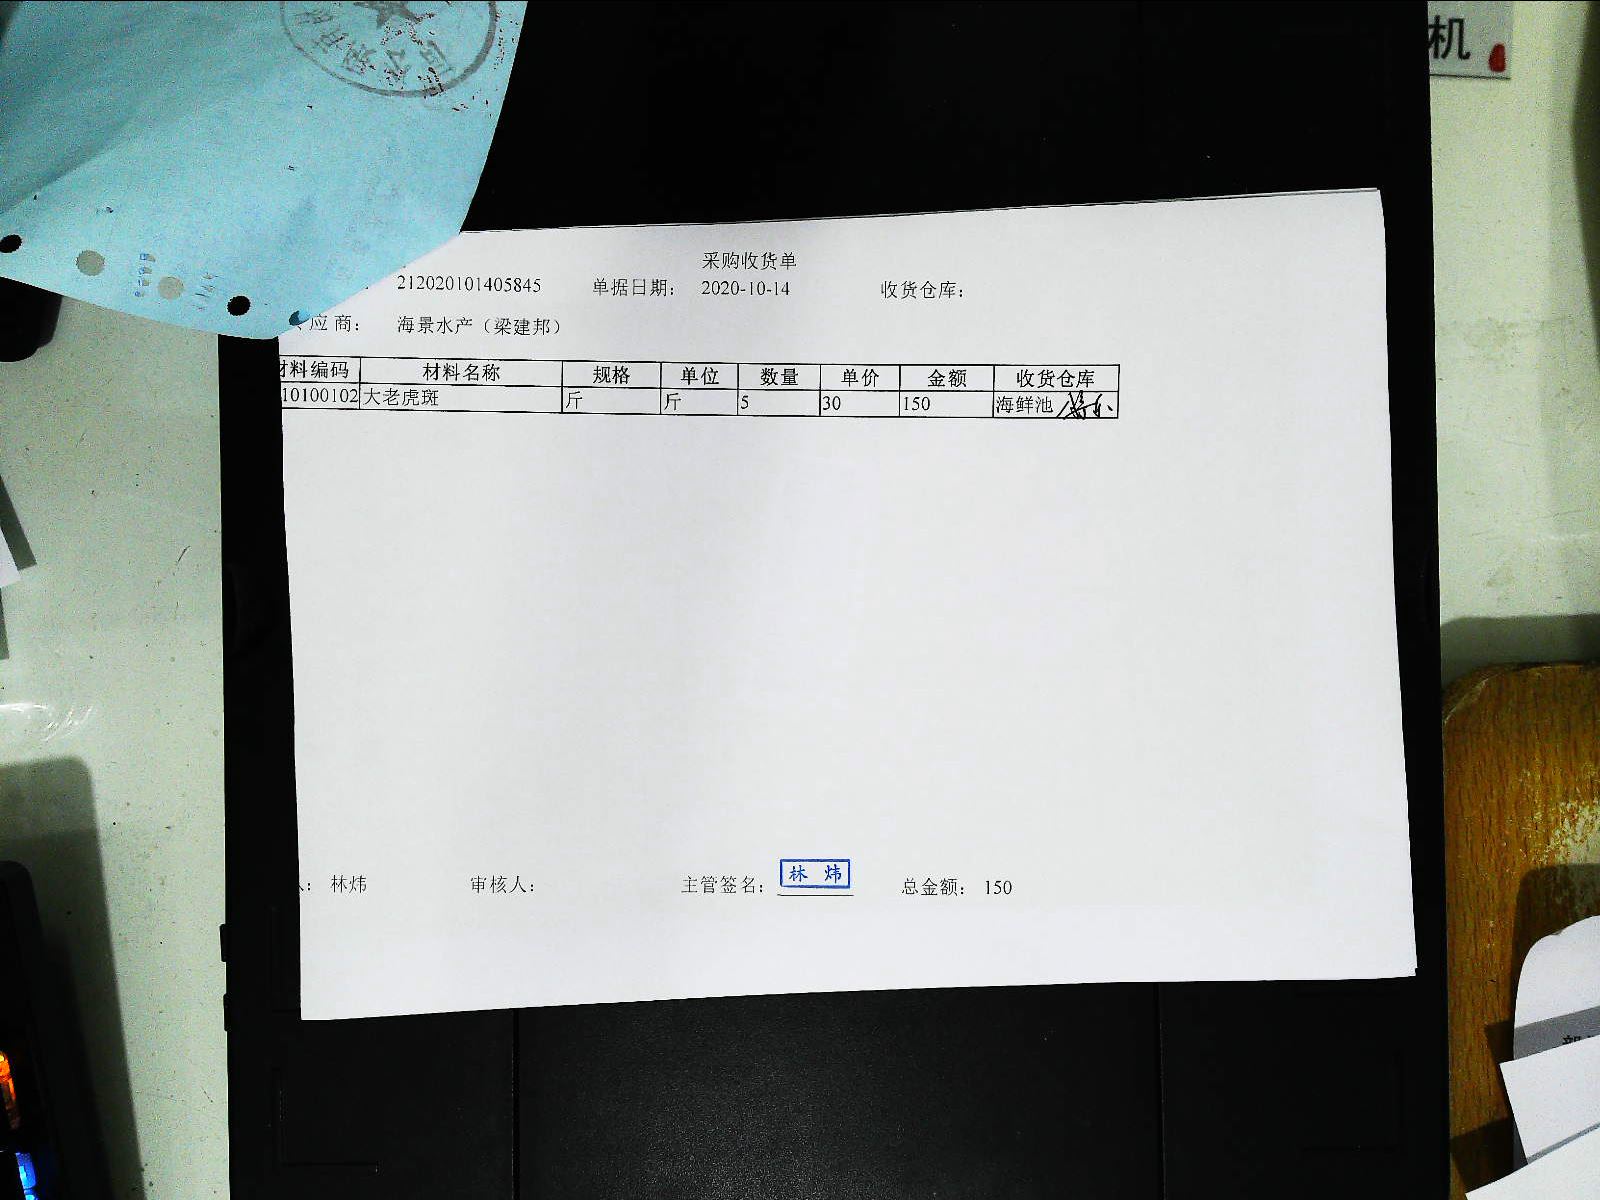 机
采购收货单
212020101405845 单据日期： 2020-10-14 收货仓库：
应商： 海景水产（梁建邦）
材料编码 材料名称 规格 单位 数量 单价 金额 收货仓库
10100102 大老虎斑 斤 斤 5 30 150 海鲜池
林炜 审核人： 主管签名： 林 炜 总金额： 150